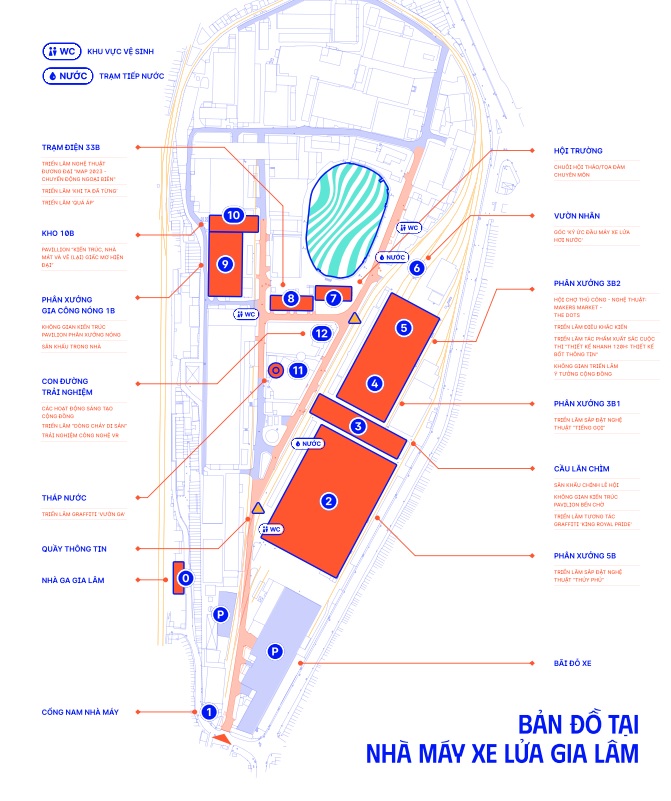 WC
KHU VỰC VỆ SINH
NƯỚC
TRẠM TIẾP NƯỚC
TRẠM ĐIỆN 33B
TRIỂN LÃM NGHỆ THUẬT
ĐƯƠNG ĐẠI "MAP 2023 -
CHUYỂN ĐỘNG NGOẠI BIÊN"
TRIỂN LÃM 'KHI TA ĐÃ TỪNG'
TRIỂN LÃM 'QUÁ ÁP'
KHO 10B
PAVILION "KIẾN TRÚC, NHÀ
MÁT VÀ VẼ (LẠI) GIẤC MƠ HIỆN
ĐẠI"
PHÂN XƯỞNG
GIA CÔNG NÓNG 1B
KHÔNG GIAN KIẾN TRÚC
PAVILION PHÂN XƯỞNG NÓNG
SÂN KHẤU TRONG NHÀ
CON ĐƯỜNG
TRẢI NGHIỆM
CÁC HOẠT ĐỘNG SÁNG TẠO
CỘNG ĐỒNG
TRIỂN LÃM "DÒNG CHẢY DI SẢN"
TRẢI NGHIỆM CÔNG NGHỆ VR
THÁP NƯỚC
TRIỂN LÃM GRAFFITI 'VƯỜN GA'
QUẦY THÔNG TIN
NHÀ GA GIA LÂM
CỔNG NAM NHÀ MÁY
HỘI TRƯỜNG
CHUỖI HỘI THẢO/TỌA ĐÀM
CHUYÊN MÔN
VƯỜN NHÃN
GÓC 'KÝ ỨC ĐẦU MÁY XE LỬA
HƠI NƯỚC'
PHÂN XƯỞNG 3B2
HỘI CHỢ THỦ CÔNG - NGHỆ THUẬT:
MAKERS MARKET -
THE DOTS
TRIỂN LÃM ĐIÊU KHẮC KIẾN
TRIỂN LÃM TÁC PHẨM XUẤT SẮC CUỘC
THI "THIẾT KẾ NHANH 120H: THIẾT KẾ
BỐT THÔNG TIN"
KHÔNG GIAN TRIỂN LÃM
Ý TƯỞNG CỘNG ĐỒNG
PHÂN XƯỞNG 3B1
TRIỂN LÃM SẮP ĐẶT NGHỆ
THUẬT "TIẾNG GỌI"
CẦU LĂN CHÌM
SÂN KHẤU CHÍNH LỄ HỘI
KHÔNG GIAN KIẾN TRÚC
PAVILION BẾN CHỜ
TRIỂN LÃM TƯƠNG TÁC
GRAFFITI 'KING ROYAL PRIDE'
PHÂN XƯỞNG 5B
TRIỂN LÃM SẮP ĐẶT NGHỆ
THUẬT "THỦY PHỦ"
BÃI ĐỖ XE
10
9
WC
8
7
12
11
WC
NƯỚC
6
5
4
3
NƯỚC
2
WC
0
P
P
1
BẢN ĐỒ TẠI
NHÀ MÁY XE LỬA GIA LÂM